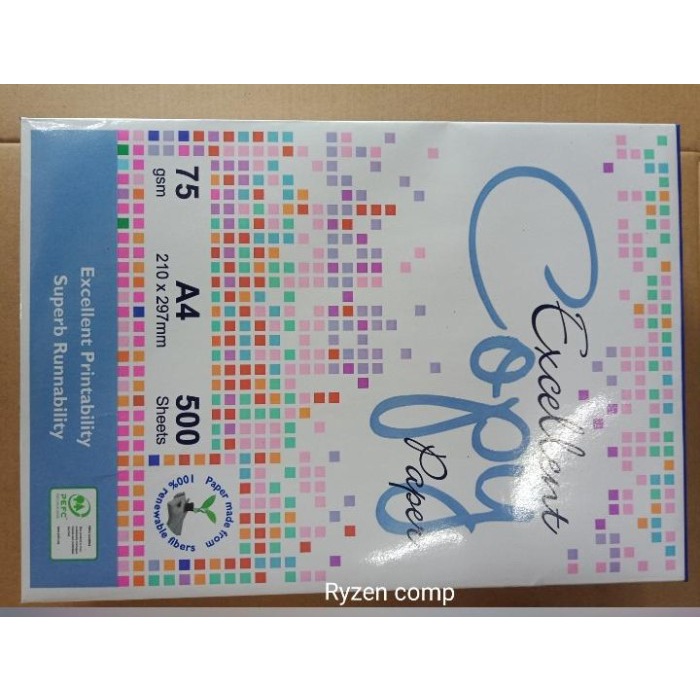 Excellent
Copy
Paper
75
gsm
A4
210 x 297mm
500
Sheets
Paper made from
100%
renewable fibers
Excellent Printability
Superb Runnability
PEFC
Ryzen comp